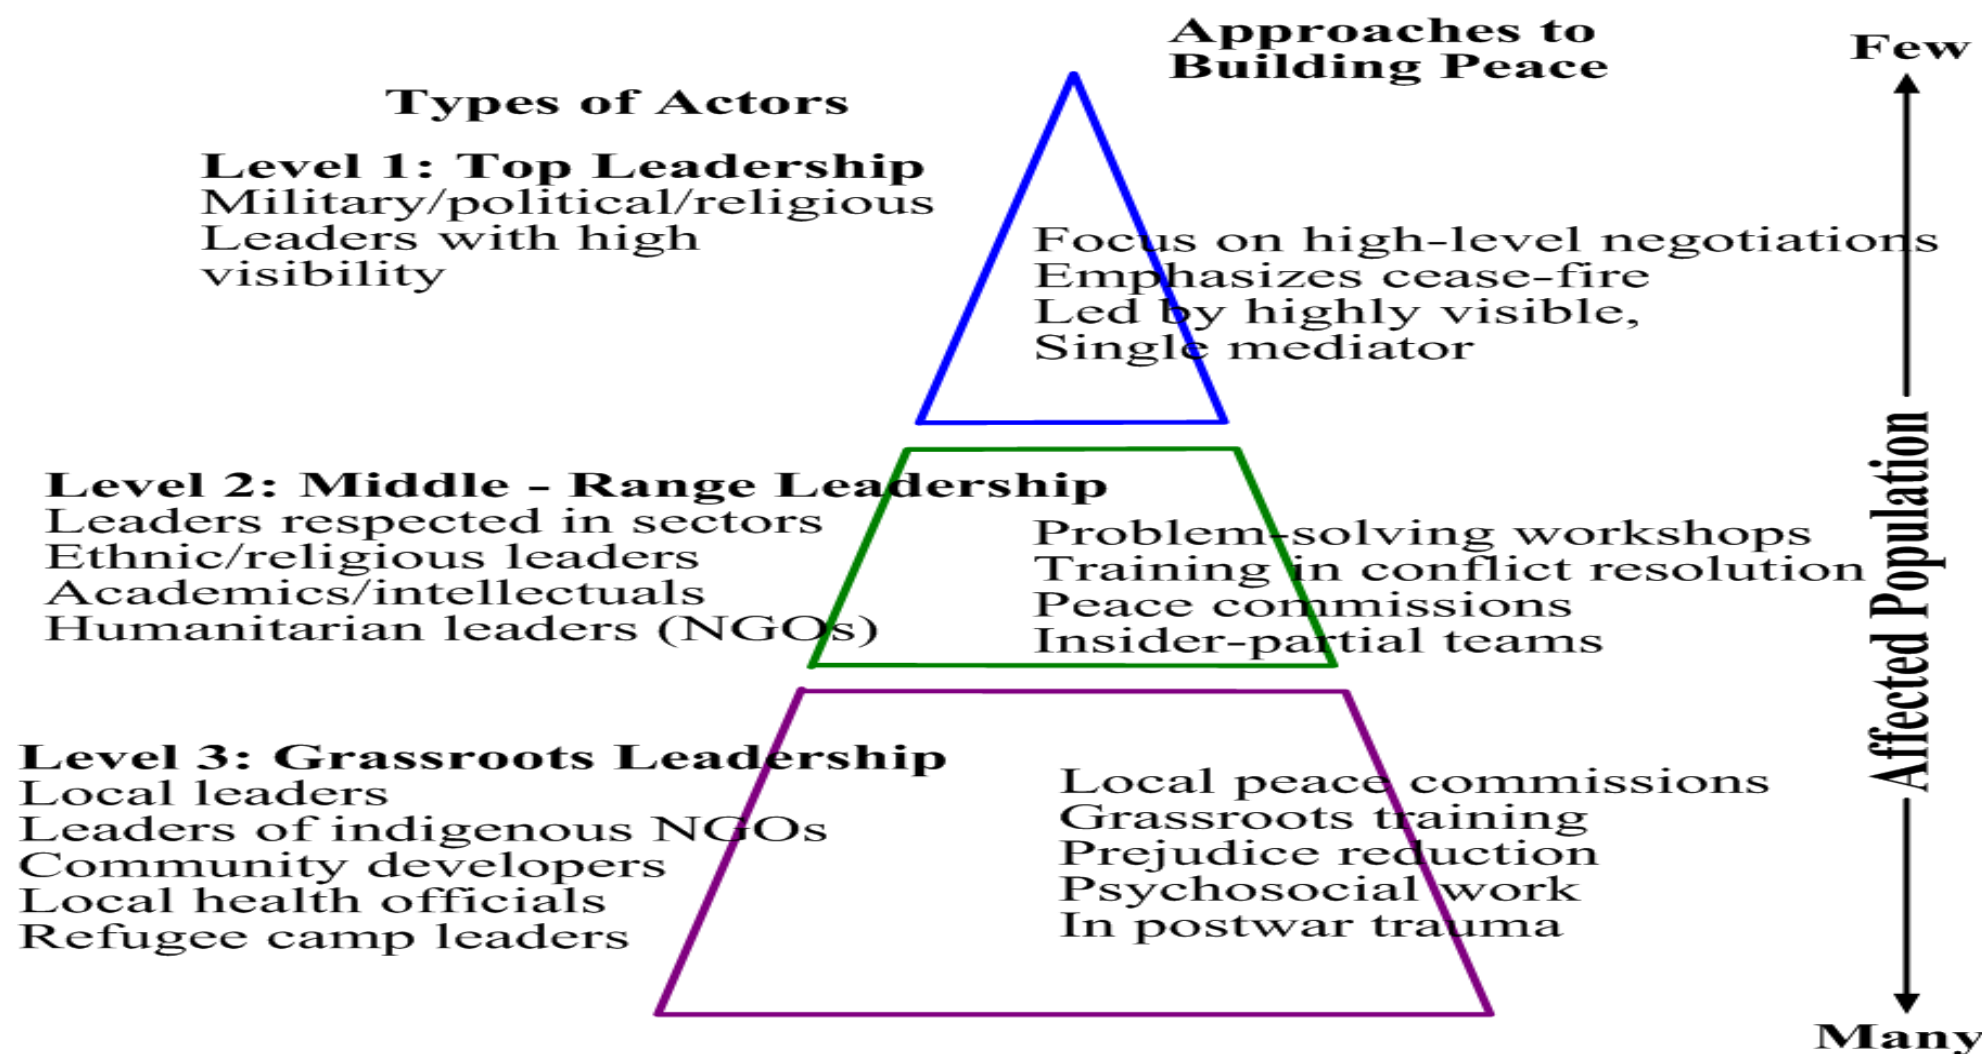 Approaches to
Building Peace
Few
Types of Actors
Level 1: Top Leadership
Military/political/religious
Leaders with high
visibility
Focus on high-level negotiations
Emphasizes cease-fire
Led by highly visible,
Single mediator
Affected Population
Level 2: Middle - Range Leadership
Leaders respected in sectors
Ethnic/religious leaders
Academics/intellectuals
Humanitarian leaders (NGOs)
Problem-solving workshops
Training in conflict resolution
Peace commissions
Insider-partial teams
Level 3: Grassroots Leadership
Local leaders
Leaders of indigenous NGOs
Community developers
Local health officials
Refugee camp leaders
Local peace commissions
Grassroots training
Prejudice reduction
Psychosocial work
In postwar trauma
Many